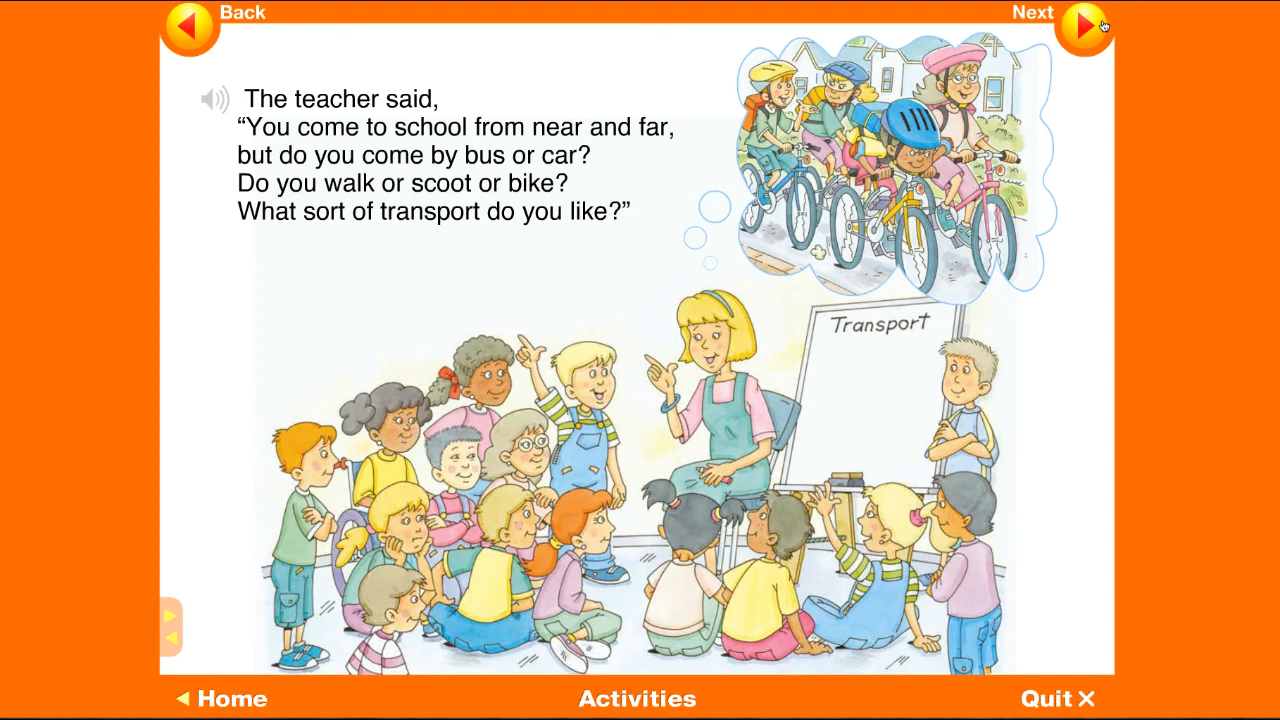 Back
Next
The teacher said,
“You come to school from near and far,
but do you come by bus or car?
Do you walk or scoot or bike?
What sort of transport do you like?”
Transport
Home
Activities
Quit